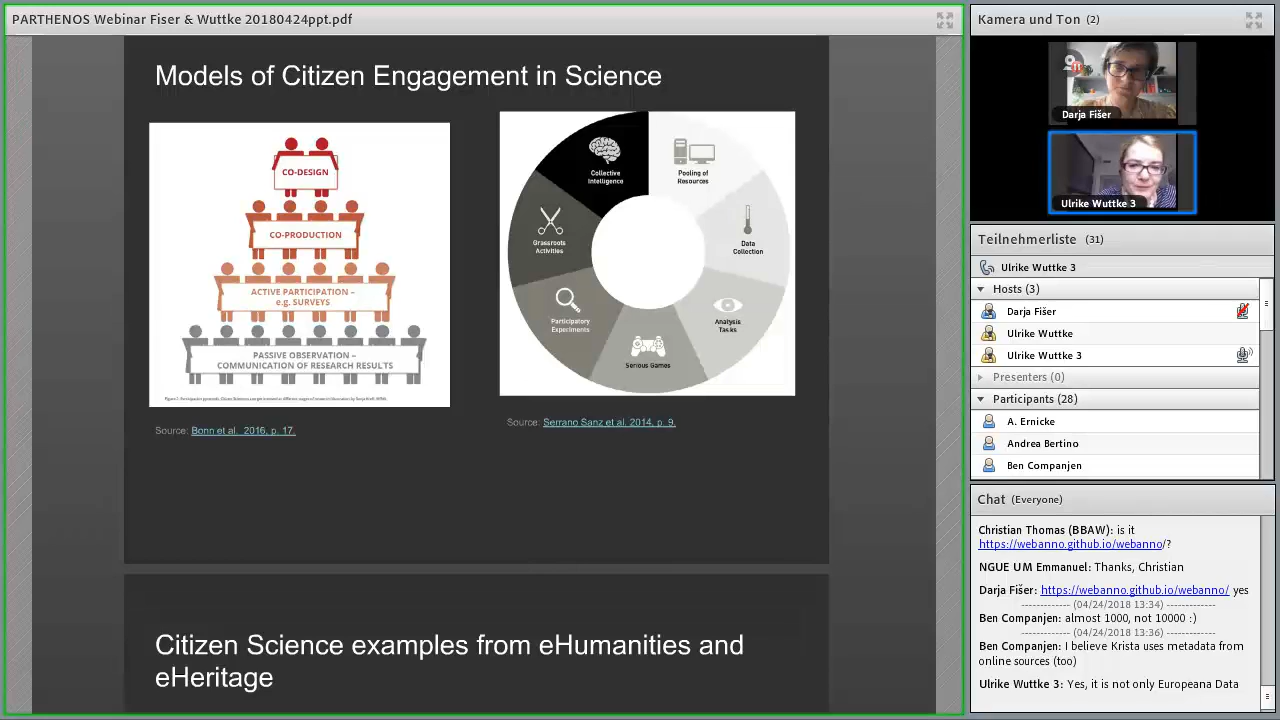 PARTHENOS Webinar Fiser & Wuttke 20180424ppt.pdf
Models of Citizen Engagement in Science
CO-DESIGN
CO-PRODUCTION
ACTIVE PARTICIPATION –
e.g. SURVEYS
PASSIVE OBSERVATION –
COMMUNICATION OF RESEARCH RESULTS
Source: Bonn et al. 2016, p. 17.
Collective
Intelligence
Pooling of
Resources
Grassroots
Activities
Data
Collection
Participatory
Experiments
Analysis
Tasks
Serious Games
Source: Serrano Sanz et al. 2014, p. 9.
Citizen Science examples from eHumanities and
eHeritage
Kamera und Ton (2)
Darja Fišer
Ulrike Wuttke 3
Teilnehmerliste (31)
Ulrike Wuttke 3
Hosts (3)
Darja Fišer
Ulrike Wuttke
Ulrike Wuttke 3
Presenters (0)
Participants (28)
A. Ernicke
Andrea Bertino
Ben Companjen
Chat (Everyone)
Christian Thomas (BBAW): is it
https://webanno.github.io/webanno/?
NGUE UM Emmanuel: Thanks, Christian
Darja Fišer: https://webanno.github.io/webanno/ yes
------------- (04/24/2018 13:34) -------------
Ben Companjen: almost 1000, not 10000 :)
------------- (04/24/2018 13:36) -------------
Ben Companjen: I believe Krista uses metadata from
online sources (too)
Ulrike Wuttke 3: Yes, it is not only Europeana Data